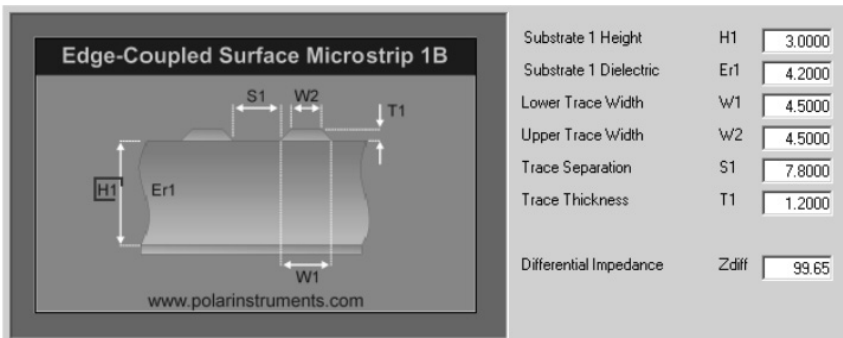 Edge-Coupled Surface Microstrip 1B
S1 W2
T1
H1 Er1
W1
www.polarinstruments.com
Substrate 1 Height H1 3.0000
Substrate 1 Dielectric Er1 4.2000
Lower Trace Width W1 4.5000
Upper Trace Width W2 4.5000
Trace Separation S1 7.8000
Trace Thickness T1 1.2000
Differential Impedance Zdiff 99.65